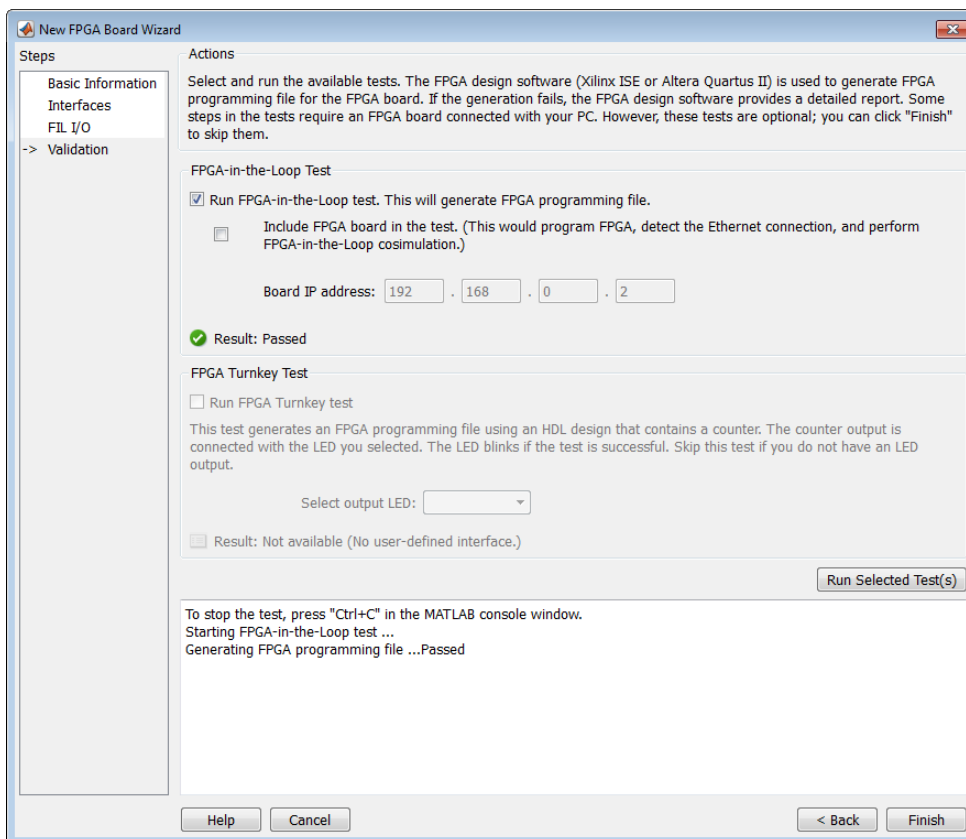 New FPGA Board Wizard
Steps
Basic Information
Interfaces
FIL I/O
-> Validation
Actions
Select and run the available tests. The FPGA design software (Xilinx ISE or Altera Quartus II) is used to generate FPGA
programming file for the FPGA board. If the generation fails, the FPGA design software provides a detailed report. Some
steps in the tests require an FPGA board connected with your PC. However, these tests are optional; you can click "Finish"
to skip them.
FPGA-in-the-Loop Test
Run FPGA-in-the-Loop test. This will generate FPGA programming file.
Include FPGA board in the test. (This would program FPGA, detect the Ethernet connection, and perform
FPGA-in-the-Loop cosimulation.)
Board IP address: 192 . 168 . 0 . 2
Result: Passed
FPGA Turnkey Test
Run FPGA Turnkey test
This test generates an FPGA programming file using an HDL design that contains a counter. The counter output is
connected with the LED you selected. The LED blinks if the test is successful. Skip this test if you do not have an LED
output.
Select output LED:
Result: Not available (No user-defined interface.)
Run Selected Test(s)
To stop the test, press "Ctrl+C" in the MATLAB console window.
Starting FPGA-in-the-Loop test ...
Generating FPGA programming file ...Passed
Help Cancel < Back Finish